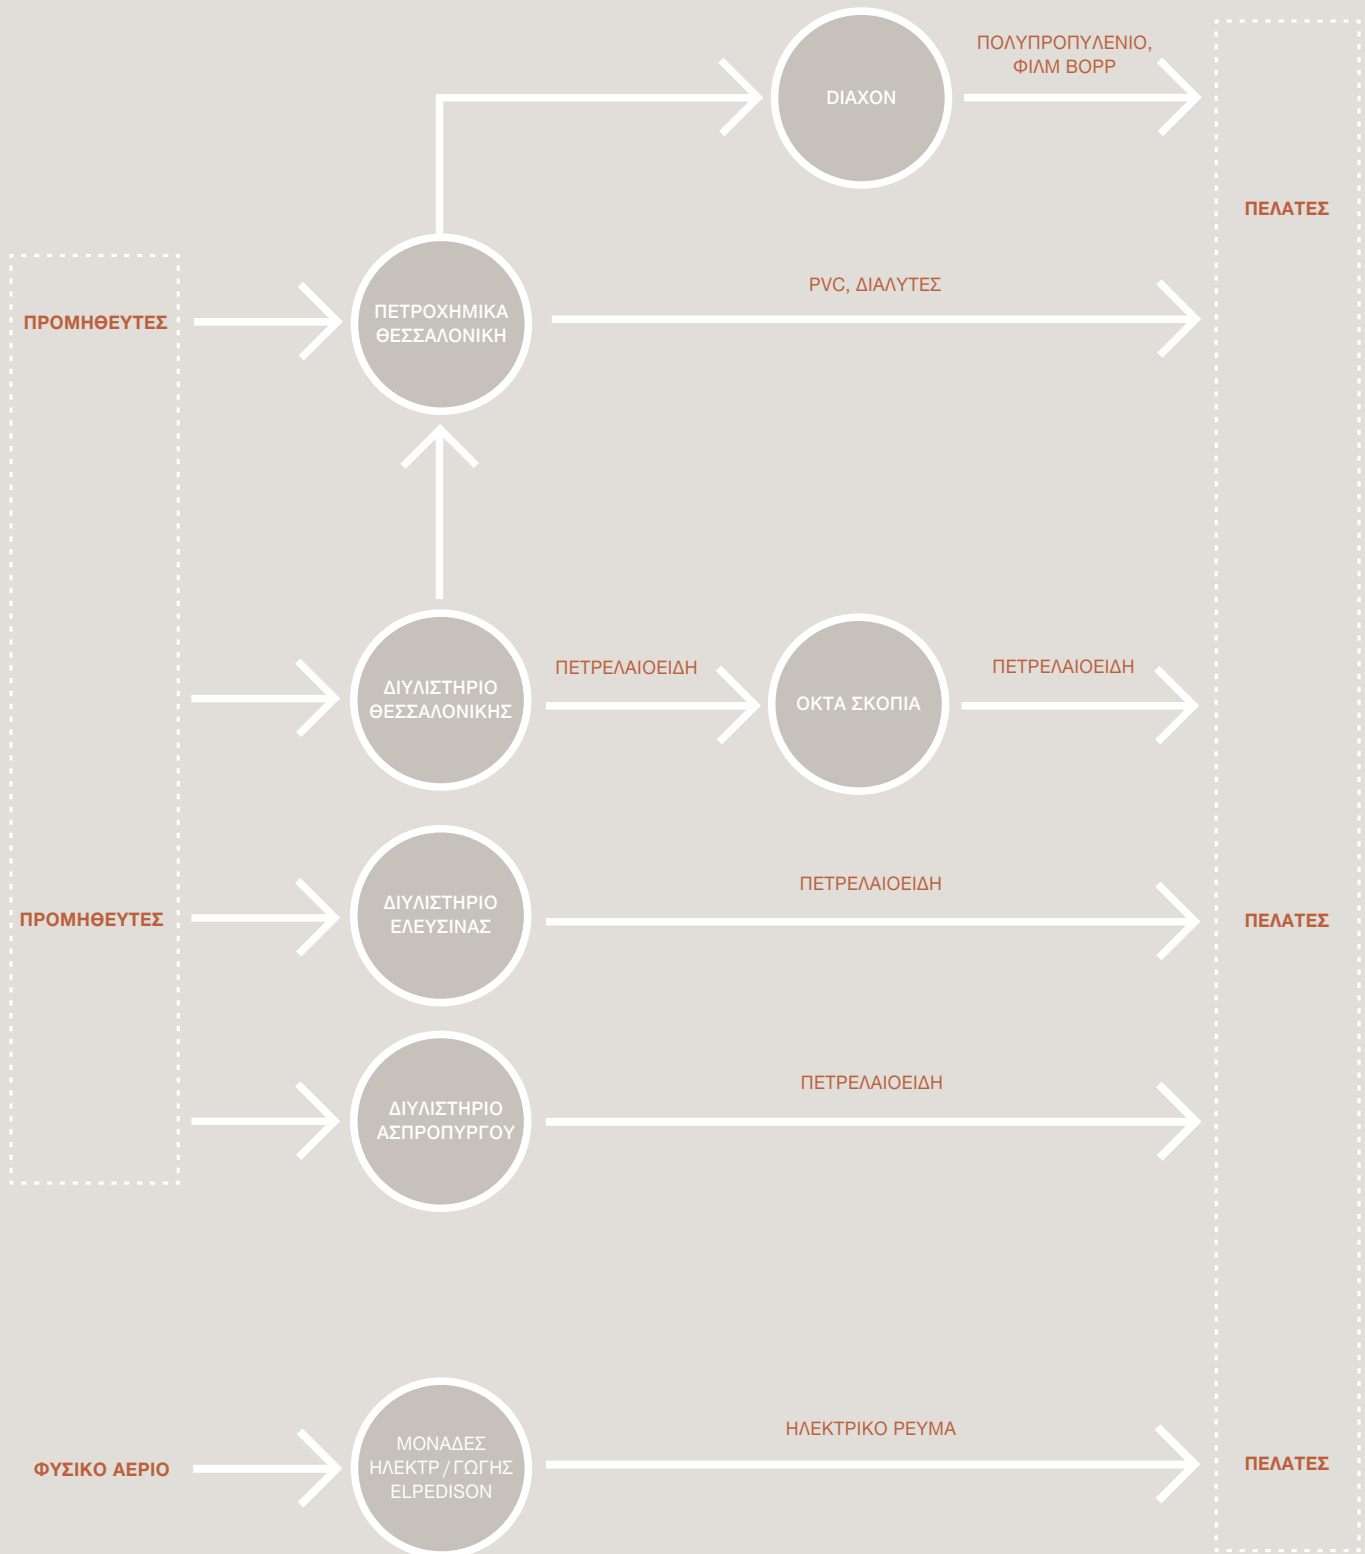 ΠΟΛΥΠΡΟΠΥΛΕΝΙΟ,
ΦΙΛΜ BOPP
DIAXON
ΠΕΛΑΤΕΣ
PVC, ΔΙΑΛΥΤΕΣ
ΠΡΟΜΗΘΕΥΤΕΣ
ΠΕΤΡΟΧΗΜΙΚΑ
ΘΕΣΣΑΛΟΝΙΚΗ
ΔΙΥΛΙΣΤΗΡΙΟ
ΘΕΣΣΑΛΟΝΙΚΗΣ
ΠΕΤΡΕΛΑΙΟΕΙΔΗ
ΟΚΤΑ ΣΚΟΠΙΑ
ΠΕΤΡΕΛΑΙΟΕΙΔΗ
ΠΡΟΜΗΘΕΥΤΕΣ
ΔΙΥΛΙΣΤΗΡΙΟ
ΕΛΕΥΣΙΝΑΣ
ΠΕΤΡΕΛΑΙΟΕΙΔΗ
ΠΕΛΑΤΕΣ
ΔΙΥΛΙΣΤΗΡΙΟ
ΑΣΠΡΟΠΥΡΓΟΥ
ΠΕΤΡΕΛΑΙΟΕΙΔΗ
ΦΥΣΙΚΟ ΑΕΡΙΟ
ΜΟΝΑΔΕΣ
ΗΛΕΚΤΡ/ΓΩΓΗΣ
ELPEDISON
ΗΛΕΚΤΡΙΚΟ ΡΕΥΜΑ
ΠΕΛΑΤΕΣ